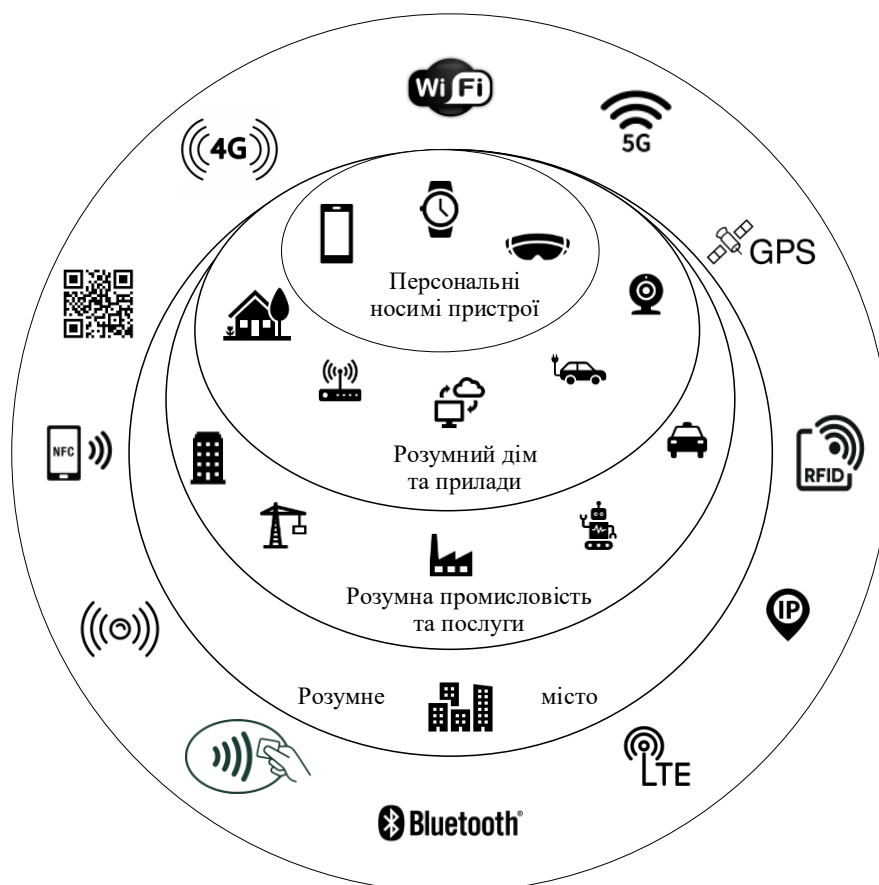 Wi Fi
4G
5G
GPS
Персональні
носимі пристрої
NFC
Розумний дім
та прилади
RFID
Розумна промисловість
та послуги
IP
Розумне місто
LTE
Bluetooth®